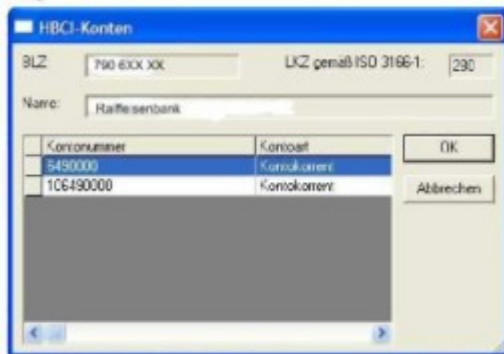 HBCI-Konten
BLZ: 790 6XX XX LKZ gemäß ISO 3166-1: 280
Name: Raiffeisenbank
Kontonummer Kontoart OK
6490000 Kontokorrent
106490000 Kontokorrent Abbrechen